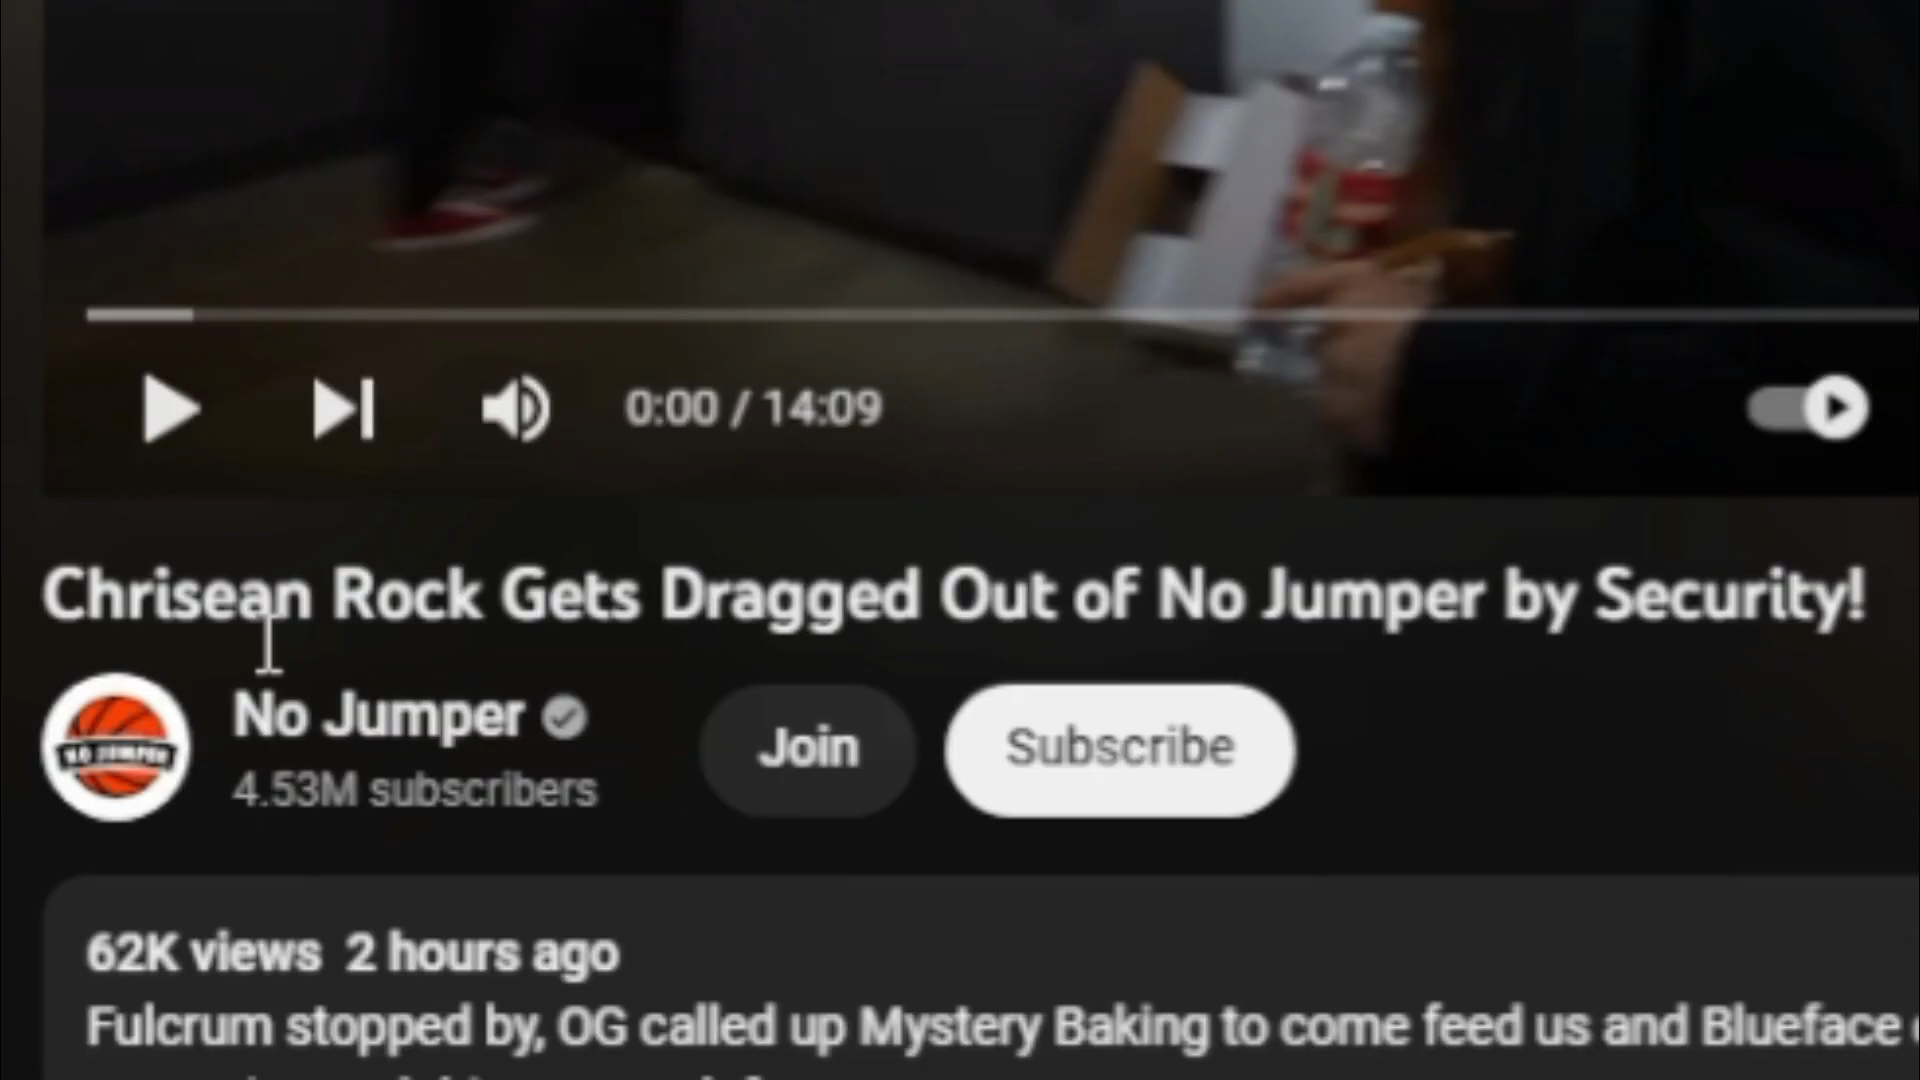 0:00 / 14:09
Chrisean Rock Gets Dragged Out of No Jumper by Security!
NO JUMPER
No Jumper
4.53M subscribers
Join
Subscribe
62K views 2 hours ago
Fulcrum stopped by, OG called up Mystery Baking to come feed us and Blueface